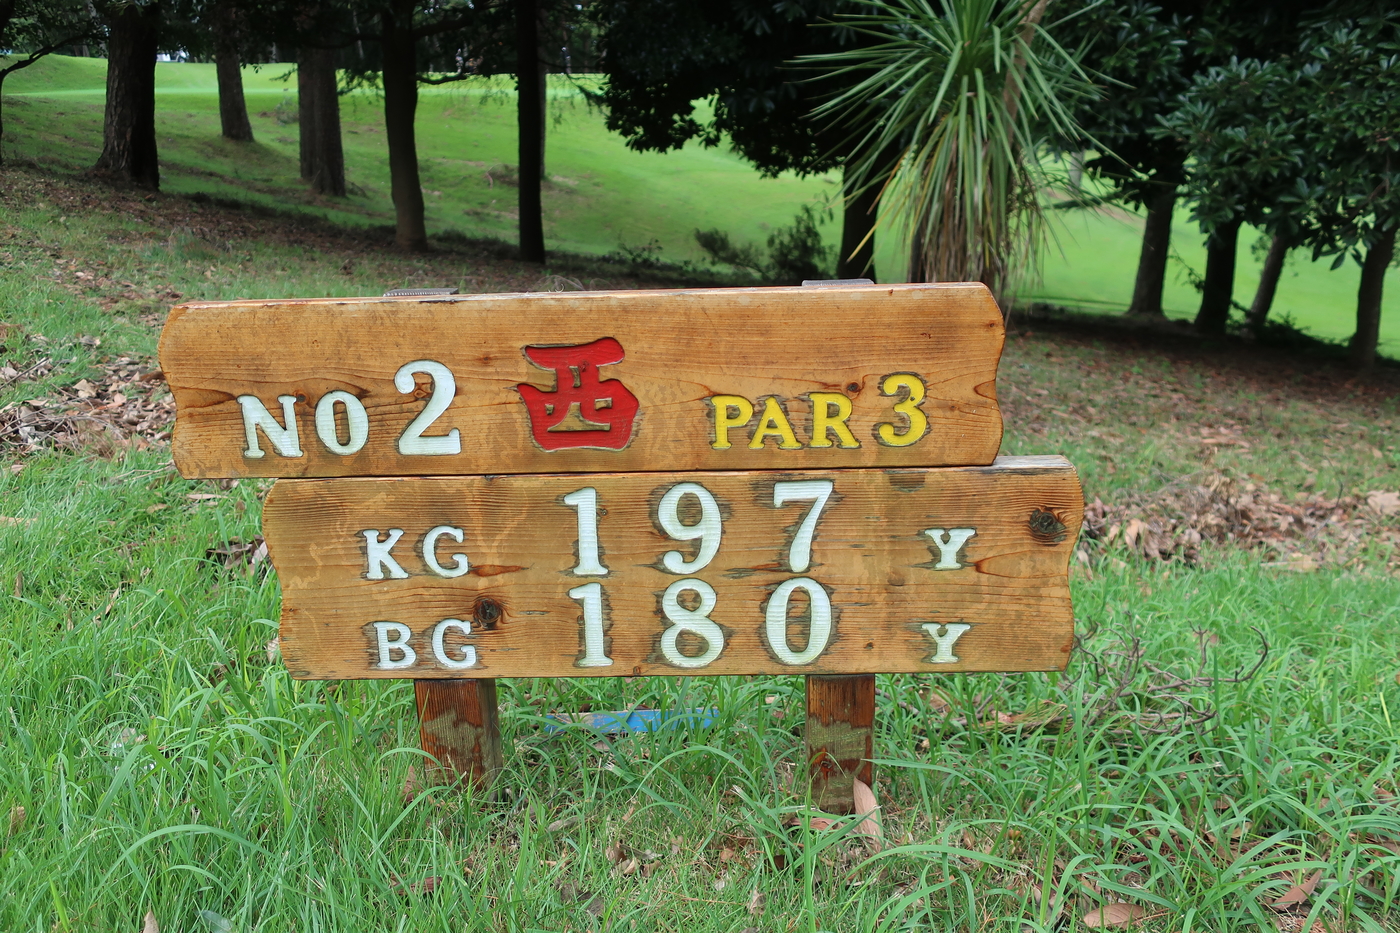 NO 2 西 PAR 3
KG 197 Y
BG 180 Y